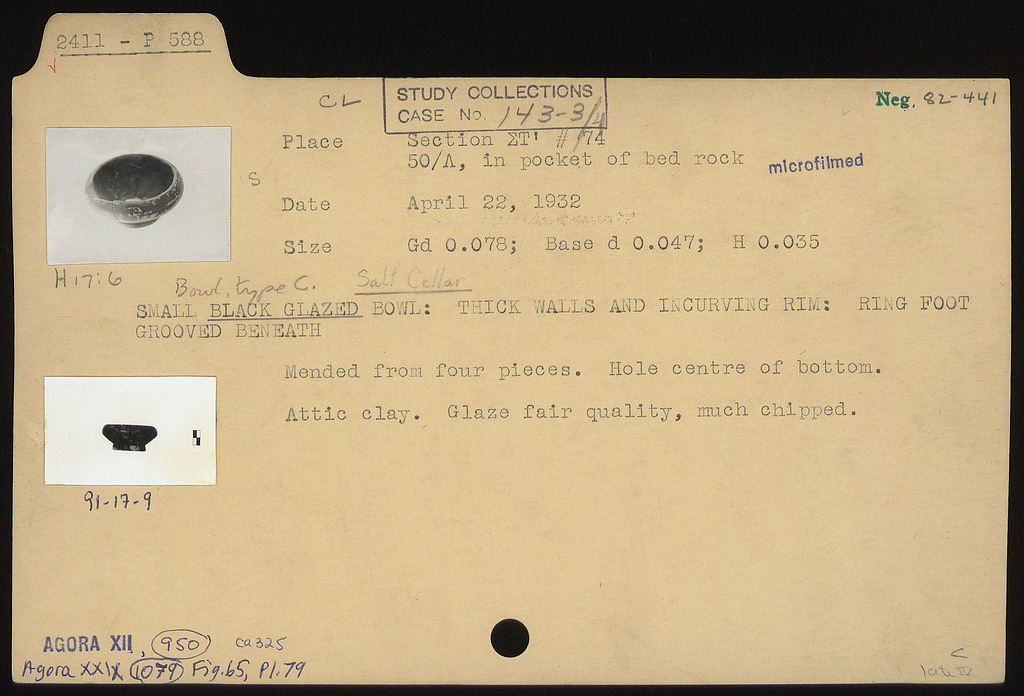 2411 - P 588
CL
STUDY COLLECTIONS
CASE No. 143-3/4
Neg. 82-441
Place Section ΣΤ' # 74
50/Λ, in pocket of bed rock
microfilmed
S
Date April 22, 1932
Size Gd 0.078; Base d 0.047; H 0.035
H 17:6
Bowl, type C. Salt Cellar
SMALL BLACK GLAZED BOWL: THICK WALLS AND INCURVING RIM: RING FOOT
GROOVED BENEATH
Mended from four pieces. Hole centre of bottom.
Attic clay. Glaze fair quality, much chipped.
91-17-9
AGORA XII, 950 ca 325
Agora XXIX 1079 Fig. 65, Pl. 79
C
late IV